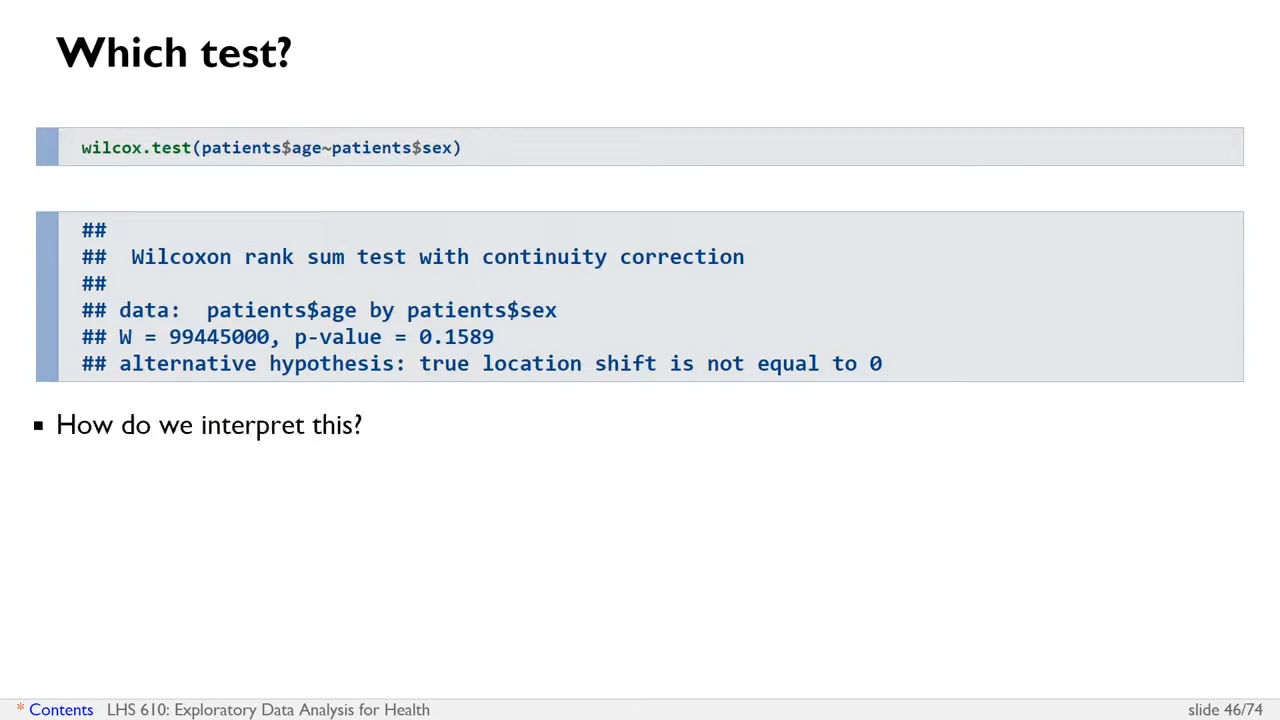 Which test?
wilcox.test(patients$age~patients$sex)
##
##  Wilcoxon rank sum test with continuity correction
##
## data:  patients$age by patients$sex
## W = 99445000, p-value = 0.1589
## alternative hypothesis: true location shift is not equal to 0
▪ How do we interpret this?
* Contents LHS 610: Exploratory Data Analysis for Health slide 46/74